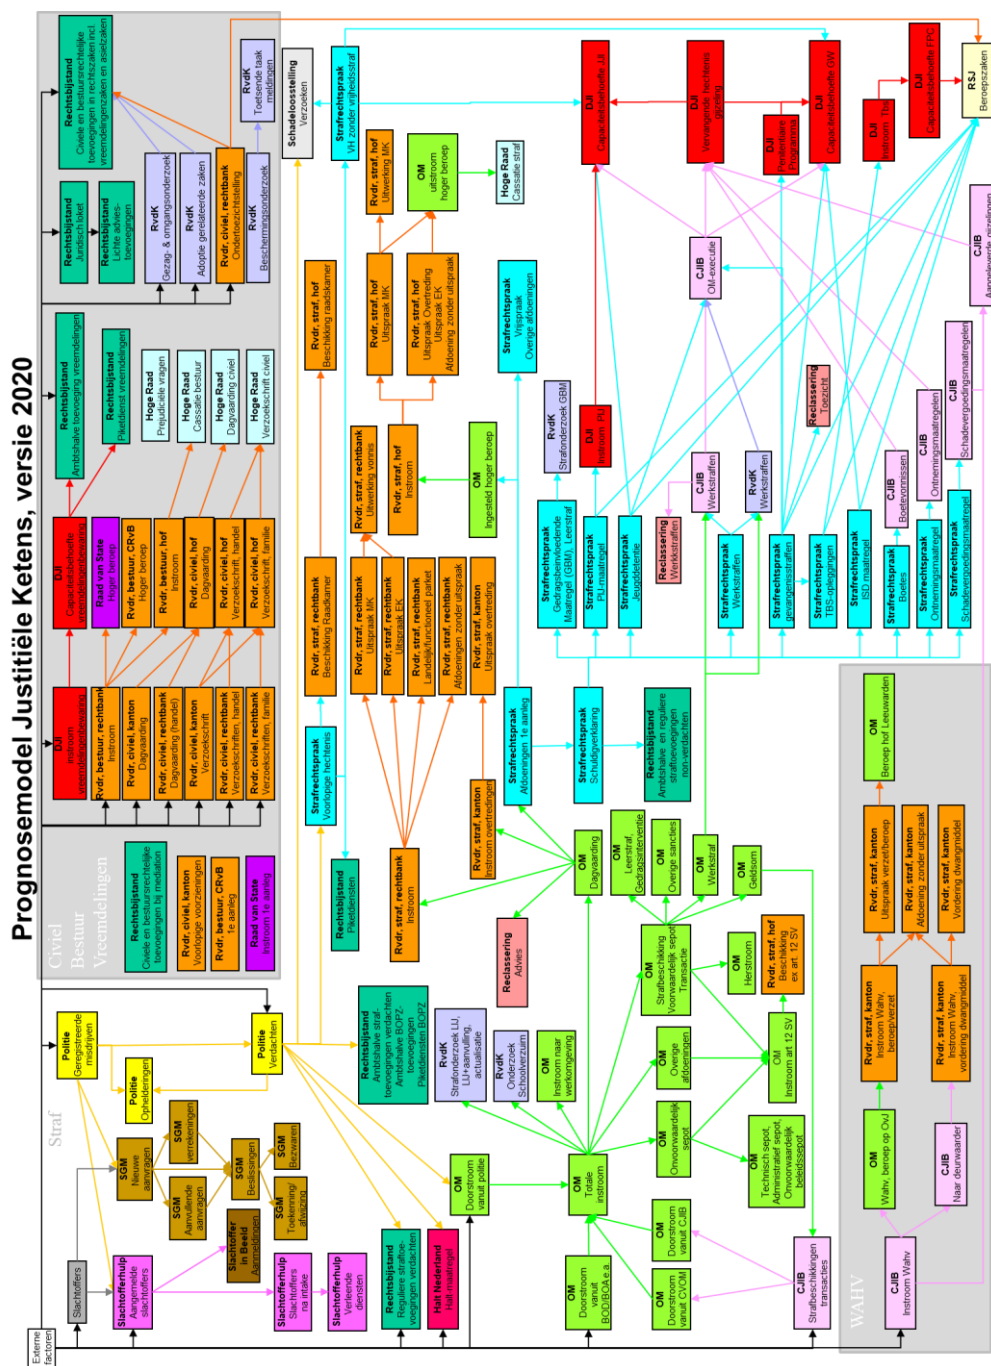 Prognosemodel Justitiële Ketens, versie 2020
Externe
factoren
Straf
Slachtoffers
Politie
Geregistreerde
misdrijven
Slachtofferhulp
Aangemelde
slachtoffers
SGM
Nieuwe
aanvragen
Politie
Ophelderingen
SGM
Aanvullende
aanvragen
SGM
verrekeningen
Slachtoffer
in Beeld
Aanmeldingen
SGM
Beslissingen
Slachtofferhulp
Slachtoffers
na intake
SGM
Toekenning/
afwijzing
SGM
Bezwaren
Slachtofferhulp
Verleende
diensten
Politie
Verdachten
Rechtsbijstand
Reguliere straftoe-
voegingen verdachten
Halt Nederland
Halt-maatregel
OM
Doorstroom
vanuit politie
Rechtsbijstand
Ambtshalve straf-
toevoegingen verdachten
Ambtshalve BOPZ-
toevoegingen
Piketdiensten BOPZ
RvdK
Strafonderzoek LIJ,
LU+aanvulling,
actualisatie
RvdK
Onderzoek
Schoolverzuim
OM
Instroom naar
werkomgeving
OM
Totale
instroom
OM
Doorstroom
vanuit
BOD/BOA e.a.
OM
Doorstroom
vanuit CVOM
OM
Doorstroom
vanuit CJIB
OM
Onvoorwaardelijk
sepot
OM
Overige
afdoeningen
OM
Strafbeschikking
Voorwaardelijk sepot
Transactie
OM
Technisch sepot,
Administratief sepot,
Onvoorwaardelijk
beleidssepot
OM
Instroom art 12 SV
OM
Herstroom
Rvdr, straf, hof
Beschikking
ex art. 12 SV
CJIB
Strafbeschikkingen
transacties
OM
Dagvaarding
OM
Leerstraf,
Gedragsinterventie
OM
Overige sancties
OM
Werkstraf
OM
Geldsom
Reclassering
Advies
Civiel
Bestuur
Vreemdelingen
Rechtsbijstand
Civiele en bestuursrechtelijke
toevoegingen bij mediation
Rvdr, civiel, kanton
Voorlopige voorzieningen
Rvdr, bestuur, CRvB
1e aanleg
Raad van State
Instroom 1e aanleg
DJI
Instroom
vreemdelingenbewaring
Rvdr, bestuur, rechtbank
Instroom
Rvdr, civiel, kanton
Dagvaarding
Rvdr, civiel, rechtbank
Dagvaarding (handel)
Rvdr, civiel, kanton
Verzoekschrift
Rvdr, civiel, rechtbank
Verzoekschriften, handel
Rvdr, civiel, rechtbank
Verzoekschriften, familie
DJI
Capaciteitsbehoefte
vreemdelingenbewaring
Raad van State
Hoger beroep
Rvdr, bestuur, CRvB
Hoger beroep
Rvdr, bestuur, hof
Instroom
Rvdr, civiel, hof
Dagvaarding
Rvdr, civiel, hof
Verzoekschrift, handel
Rvdr, civiel, hof
Verzoekschrift, familie
Rechtsbijstand
Ambtshalve toevoeging vreemdelingen
Rechtsbijstand
Piketdienst vreemdelingen
Hoge Raad
Prejudiciële vragen
Hoge Raad
Cassatie bestuur
Hoge Raad
Dagvaarding civiel
Hoge Raad
Verzoekschrift civiel
Rechtsbijstand
Juridisch loket
Rechtsbijstand
Lichte advies-
toevoegingen
RvdK
Gezag- & omgangsonderzoek
RvdK
Adoptie gerelateerde zaken
Rvdr, civiel, rechtbank
Ondertoezichtstelling
RvdK
Beschermingsonderzoek
Rechtsbijstand
Civiele en bestuursrechtelijke
toevoegingen in rechtszaken incl.
vreemdelingenzaken en asielzaken
RvdK
Toetsende taak
meldingen
Rechtsbijstand
Piketdiensten
Strafrechtspraak
Voorlopige hechtenis
Rvdr, straf, rechtbank
Beschikking Raadkamer
Rvdr, straf, hof
Beschikking raadskamer
Schadeloosstelling
Verzoeken
Strafrechtspraak
VH zonder vrijheidsstraf
Rvdr, straf, rechtbank
Instroom
Rvdr, straf, rechtbank
Uitspraak MK
Rvdr, straf, rechtbank
Uitspraak EK
Rvdr, straf, rechtbank
Landelijk/functioneel parket
Rvdr, straf, rechtbank
Afdoeningen zonder uitspraak
Rvdr, straf, kanton
Instroom overtredingen
Rvdr, straf, kanton
Uitspraak overtreding
Rvdr, straf, rechtbank
Uitwerking vonnis
Rvdr, straf, hof
Instroom
OM
Ingesteld hoger beroep
Rvdr, straf, hof
Uitspraak MK
Rvdr, straf, hof
Uitspraak Overtreding
Uitspraak EK
Afdoening zonder uitspraak
Rvdr, straf, hof
Uitwerking MK
OM
uitstroom
hoger beroep
Hoge Raad
Cassatie straf
Strafrechtspraak
Afdoeningen 1e aanleg
Strafrechtspraak
Vrijspraak
Overige afdoeningen
Strafrechtspraak
Schuldigverklaring
Rechtsbijstand
Ambtshalve en reguliere
straftoevoegingen
non-verdachten
Strafrechtspraak
Gedragsbeïnvloedende
Maatregel (GBM), Leerstraf
RvdK
Strafonderzoek GBM
Strafrechtspraak
PIJ-maatregel
DJI
Instroom PIJ
Strafrechtspraak
Jeugddetentie
Reclassering
Werkkstraffen
CJIB
Werkstraffen
Strafrechtspraak
Werkstraffen
RvdK
Werkstraffen
Strafrechtspraak
gevangenisstraffen
Strafrechtspraak
TBS-opleggingen
Reclassering
Toezicht
Strafrechtspraak
ISD maatregel
Strafrechtspraak
Boetes
CJIB
Boetevonnissen
Strafrechtspraak
Ontnemingsmaatregel
CJIB
Ontnemingsmaatregelen
Strafrechtspraak
Schadevergoedingsmaatregel
CJIB
Schadevergoedingsmaatregelen
CJIB
OM-executie
CJIB
Aangeleverde gijzelingen
DJI
Capaciteitsbehoefte JJI
DJI
Vervangende hechtenis
gijzeling
DJI
Penitentiaire
Programma
DJI
Capaciteitsbehoefte GW
DJI
Instroom Tbs
DJI
Capaciteitsbehoefte FPC
RSJ
Beroepszaken
WAHV
CJIB
Instroom Wahv
OM
Wahv, beroep op OvJ
CJIB
Naar deurwaarder
Rvdr, straf, kanton
Instroom Wahv,
beroep/verzet
Rvdr, straf, kanton
Instroom Wahv,
vordering dwangmiddel
Rvdr, straf, kanton
Uitspraak verzet/beroep
Rvdr, straf, kanton
Afdoening zonder uitspraak
Rvdr, straf, kanton
Vordering dwangmiddel
OM
Beroep hof Leeuwarden